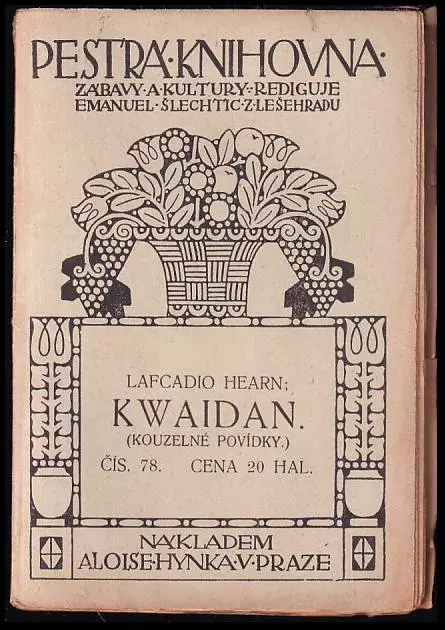 PESTRÁ·KNIHOVNA·
ZÁBAVY·A·KULTURY·:·REDIGUJE
EMANUEL·ŠLECHTIC·Z·LEŠEHRADU
LAFCADIO HEARN:
KWAIDAN.
(KOUZELNÉ POVÍDKY.)
ČÍS. 78. CENA 20 HAL.
NÁKLADEM
ALOISE·HYNKA·V·PRAZE